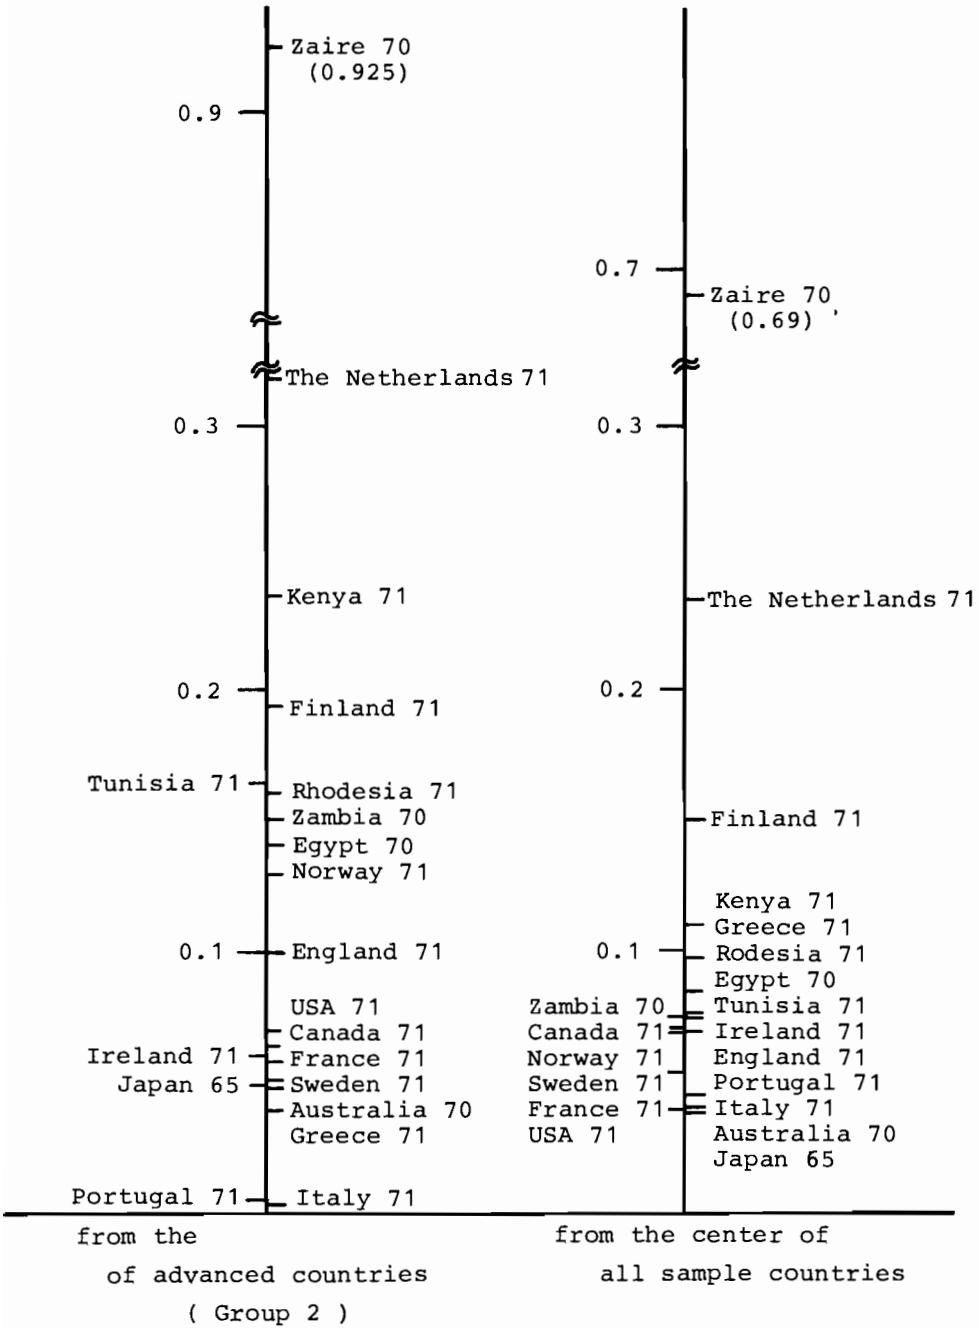 Zaire 70
(0.925)
0.9
The Netherlands 71
0.3
Kenya 71
0.2
Finland 71
Tunisia 71
Rhodesia 71
Zambia 70
Egypt 70
Norway 71
0.1
England 71
USA 71
Canada 71
Ireland 71
France 71
Japan 65
Sweden 71
Australia 70
Greece 71
Portugal 71
Italy 71
from the
of advanced countries
( Group 2 )
0.7
Zaire 70
(0.69)
0.3
The Netherlands 71
0.2
Finland 71
Kenya 71
Greece 71
0.1
Rodesia 71
Egypt 70
Zambia 70
Tunisia 71
Canada 71
Ireland 71
Norway 71
England 71
Sweden 71
Portugal 71
France 71
Italy 71
USA 71
Australia 70
Japan 65
from the center of
all sample countries